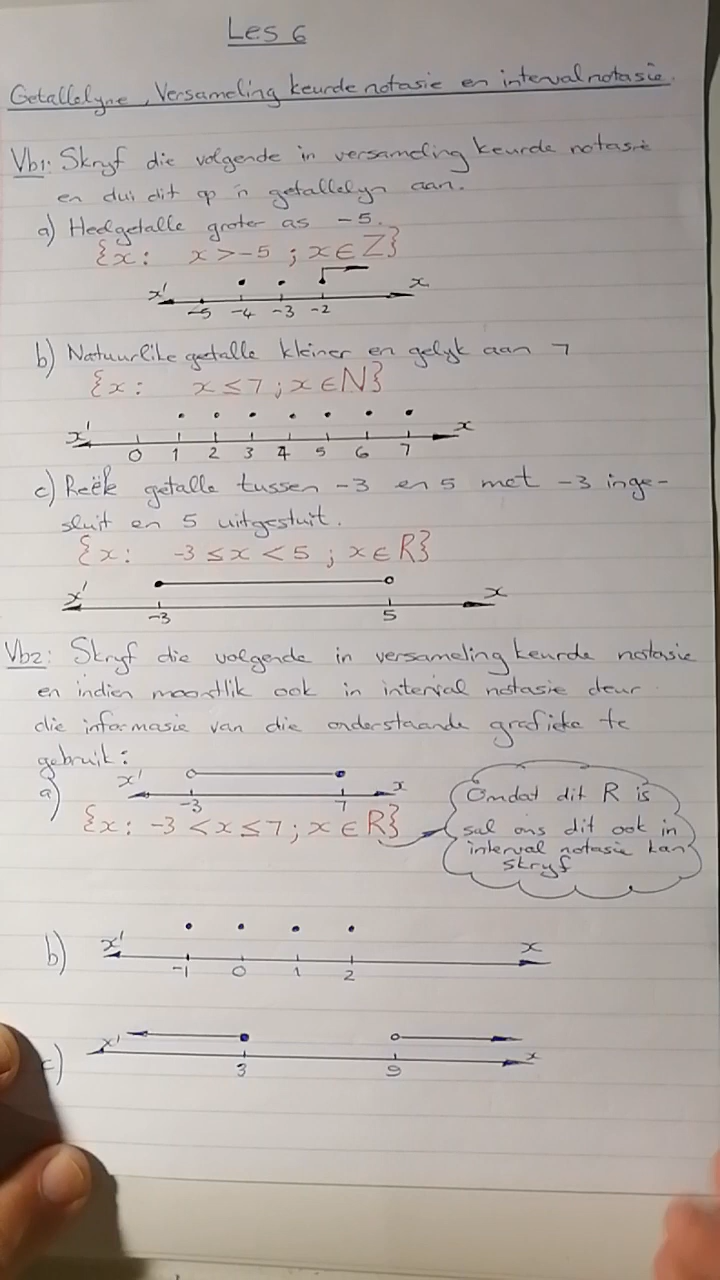 Les 6
Getallelyne, Versameling keurde notasie en intervalnotasie.
Vb1: Skryf die volgende in versameling keurde notasie
en dui dit op 'n getallelyn aan.
a) Heelgetalle groter as -5.
{x: x > -5 ; x ∈ Z}
x' x
-5 -4 -3 -2
b) Natuurlike getalle kleiner en gelyk aan 7
{x: x ≤ 7 ; x ∈ N}
x' x
0 1 2 3 4 5 6 7
c) Reële getalle tussen -3 en 5 met -3 inge-
sluit en 5 uitgesluit.
{x: -3 ≤ x < 5 ; x ∈ R}
x' x
-3 5
Vb2: Skryf die volgende in versameling keurde notasie
en indien moontlik ook in interval notasie deur
die informasie van die onderstaande grafieke te
gebruik:
a) x' x
-3 7
{x: -3 < x ≤ 7 ; x ∈ R}
Omdat dit R is
sal ons dit ook in
interval notasie kan
skryf
b) x' x
-1 0 1 2
c) x' x
3 9